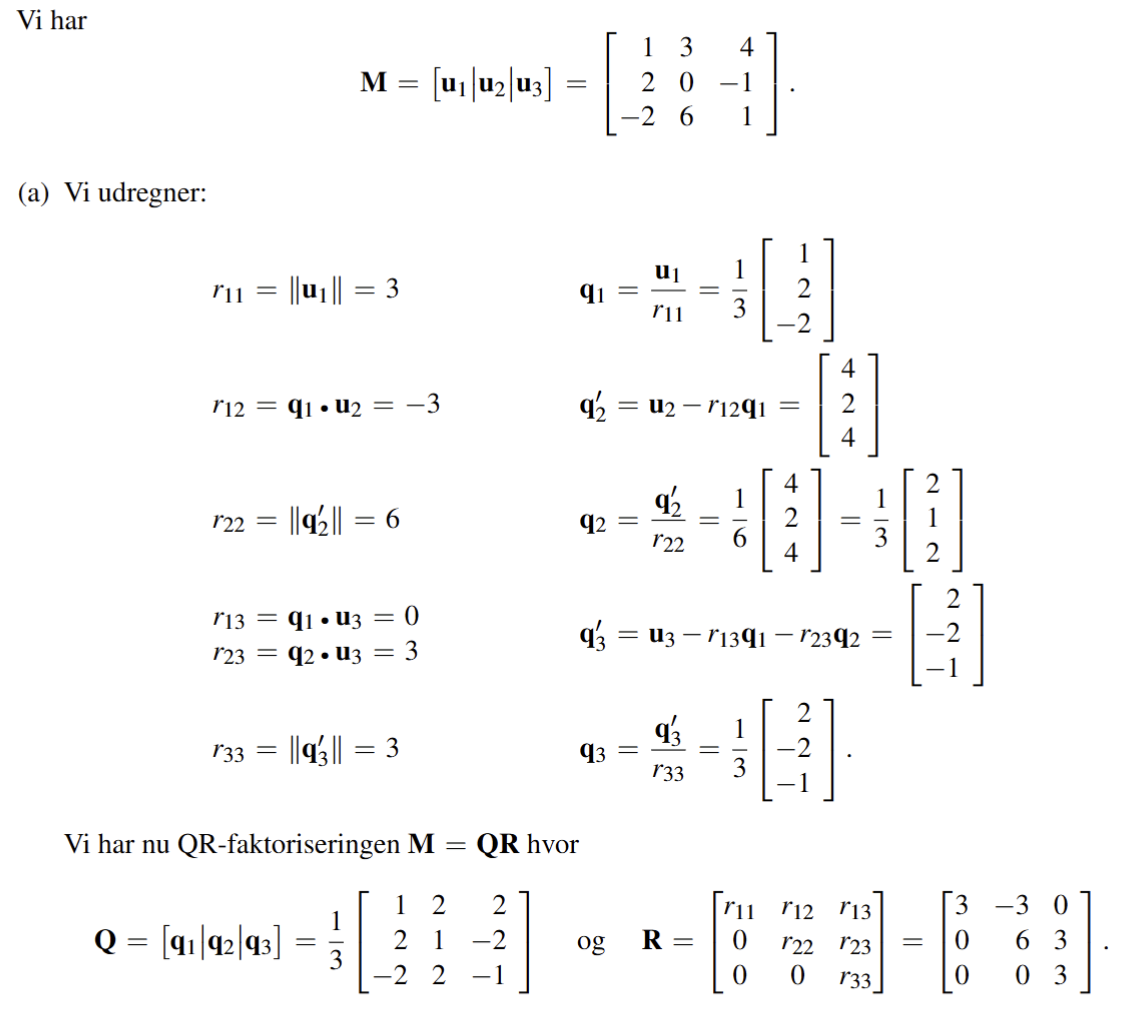 Vi har
M = [u₁|u₂|u₃] = [ 1 3 4 ; 2 0 −1 ; −2 6 1 ] .
(a) Vi udregner:
r₁₁ = ‖u₁‖ = 3 q₁ = u₁/r₁₁ = 1/3 [ 1 ; 2 ; −2 ]
r₁₂ = q₁ • u₂ = −3 q′₂ = u₂ − r₁₂q₁ = [ 4 ; 2 ; 4 ]
r₂₂ = ‖q′₂‖ = 6 q₂ = q′₂/r₂₂ = 1/6 [ 4 ; 2 ; 4 ] = 1/3 [ 2 ; 1 ; 2 ]
r₁₃ = q₁ • u₃ = 0
r₂₃ = q₂ • u₃ = 3 q′₃ = u₃ − r₁₃q₁ − r₂₃q₂ = [ 2 ; −2 ; −1 ]
r₃₃ = ‖q′₃‖ = 3 q₃ = q′₃/r₃₃ = 1/3 [ 2 ; −2 ; −1 ] .
Vi har nu QR-faktoriseringen M = QR hvor
Q = [q₁|q₂|q₃] = 1/3 [ 1 2 2 ; 2 1 −2 ; −2 2 −1 ] og R = [ r₁₁ r₁₂ r₁₃ ; 0 r₂₂ r₂₃ ; 0 0 r₃₃ ] = [ 3 −3 0 ; 0 6 3 ; 0 0 3 ] .